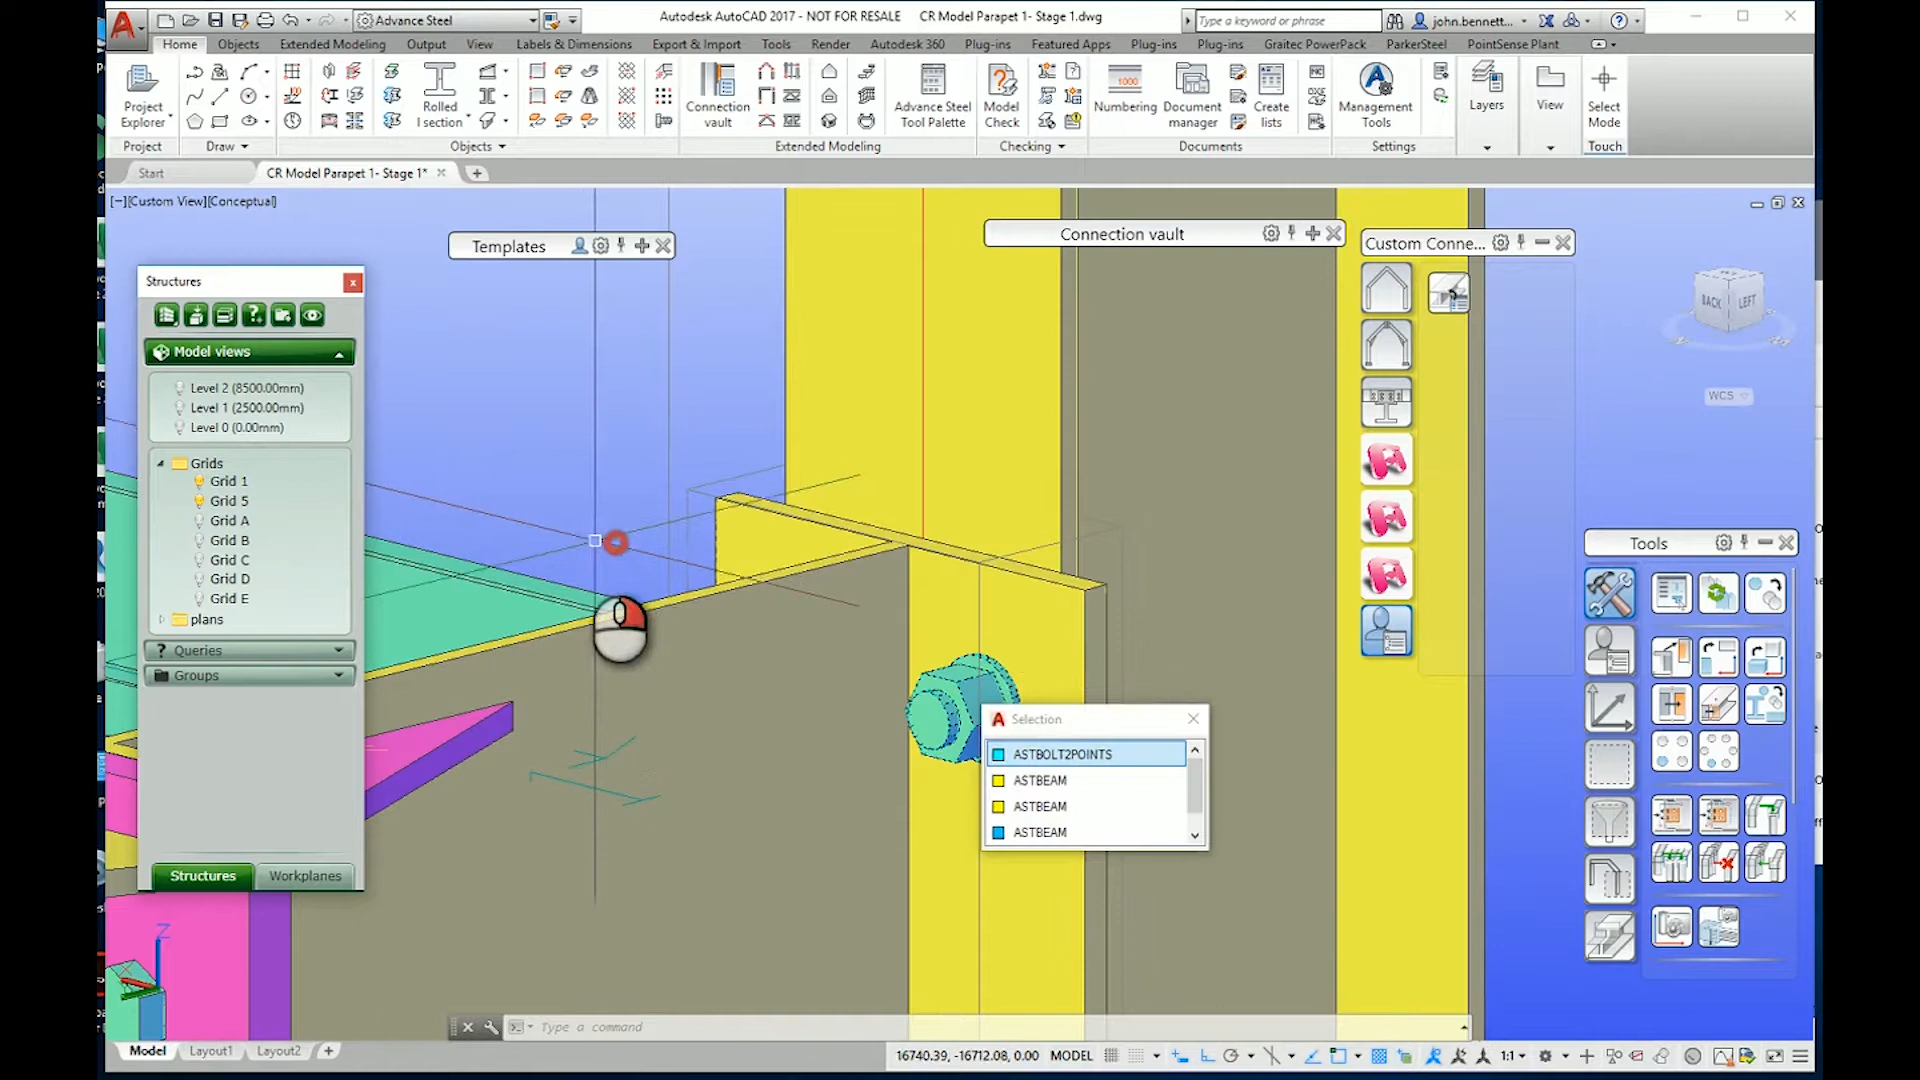 Advance Steel
Autodesk AutoCAD 2017 - NOT FOR RESALE CR Model Parapet 1- Stage 1.dwg
Type a keyword or phrase
john.bennett...
Home Objects Extended Modeling Output View Labels & Dimensions Export & Import Tools Render Autodesk 360 Plug-ins Featured Apps Plug-ins Plug-ins Graitec PowerPack ParkerSteel PointSense Plant
Project Explorer
Rolled I section
Connection vault
Advance Steel Tool Palette
Model Check
1000
Numbering
Document manager
Create lists
Management Tools
Layers
View
Select Mode
Project Draw Objects Extended Modeling Checking Documents Settings Touch
Start CR Model Parapet 1- Stage 1*
[−][Custom View][Conceptual]
Templates
Connection vault
Custom Conne...
Structures
Model views
Level 2 (8500.00mm)
Level 1 (2500.00mm)
Level 0 (0.00mm)
Grids
Grid 1
Grid 5
Grid A
Grid B
Grid C
Grid D
Grid E
plans
? Queries
Groups
Structures Workplanes
BACK LEFT
WCS
Tools
Selection
ASTBOLT2POINTS
ASTBEAM
ASTBEAM
ASTBEAM
Z
Type a command
Model Layout1 Layout2
16740.39, -16712.08, 0.00 MODEL
1:1